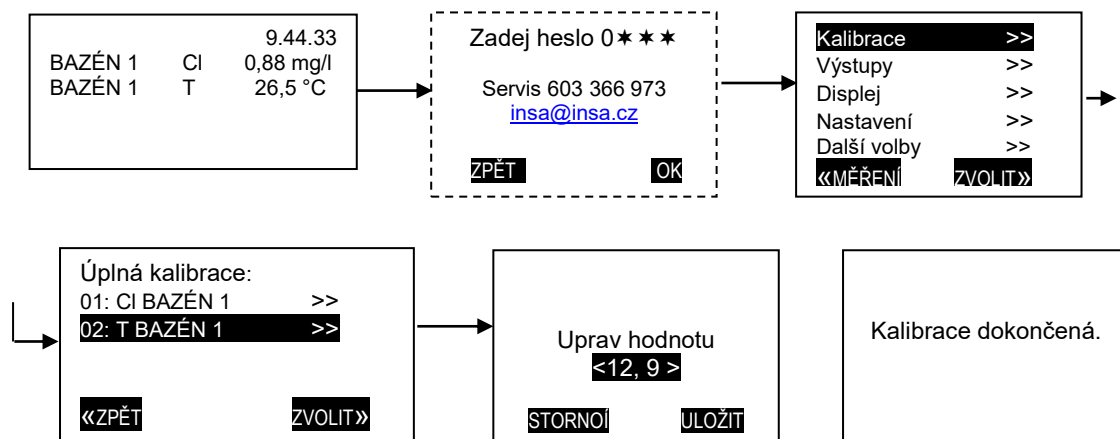 9.44.33
BAZÉN 1 Cl 0,88 mg/l
BAZÉN 1 T 26,5 °C
Zadej heslo 0✶✶✶
Servis 603 366 973
insa@insa.cz
ZPĚT OK
Kalibrace >>
Výstupy >>
Displej >>
Nastavení >>
Další volby >>
«MĚŘENÍ ZVOLIT»
Úplná kalibrace:
01: Cl BAZÉN 1 >>
02: T BAZÉN 1 >>
«ZPĚT ZVOLIT»
Uprav hodnotu
<12, 9 >
STORNOÍ ULOŽIT
Kalibrace dokončená.